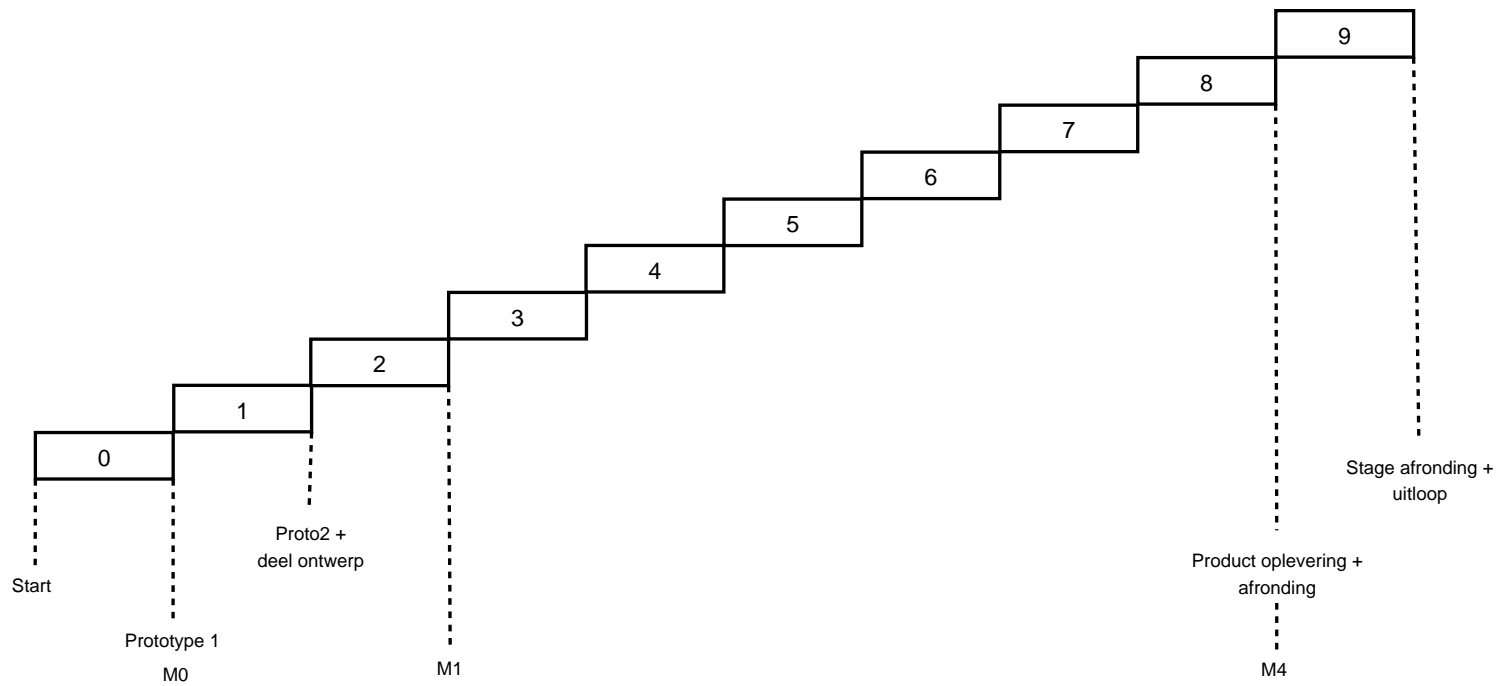 9
8
7
6
5
4
3
2
1
0
Stage afronding +
uitloop
Proto2 +
deel ontwerp
Product oplevering +
afronding
Start
Prototype 1
M0
M1
M4